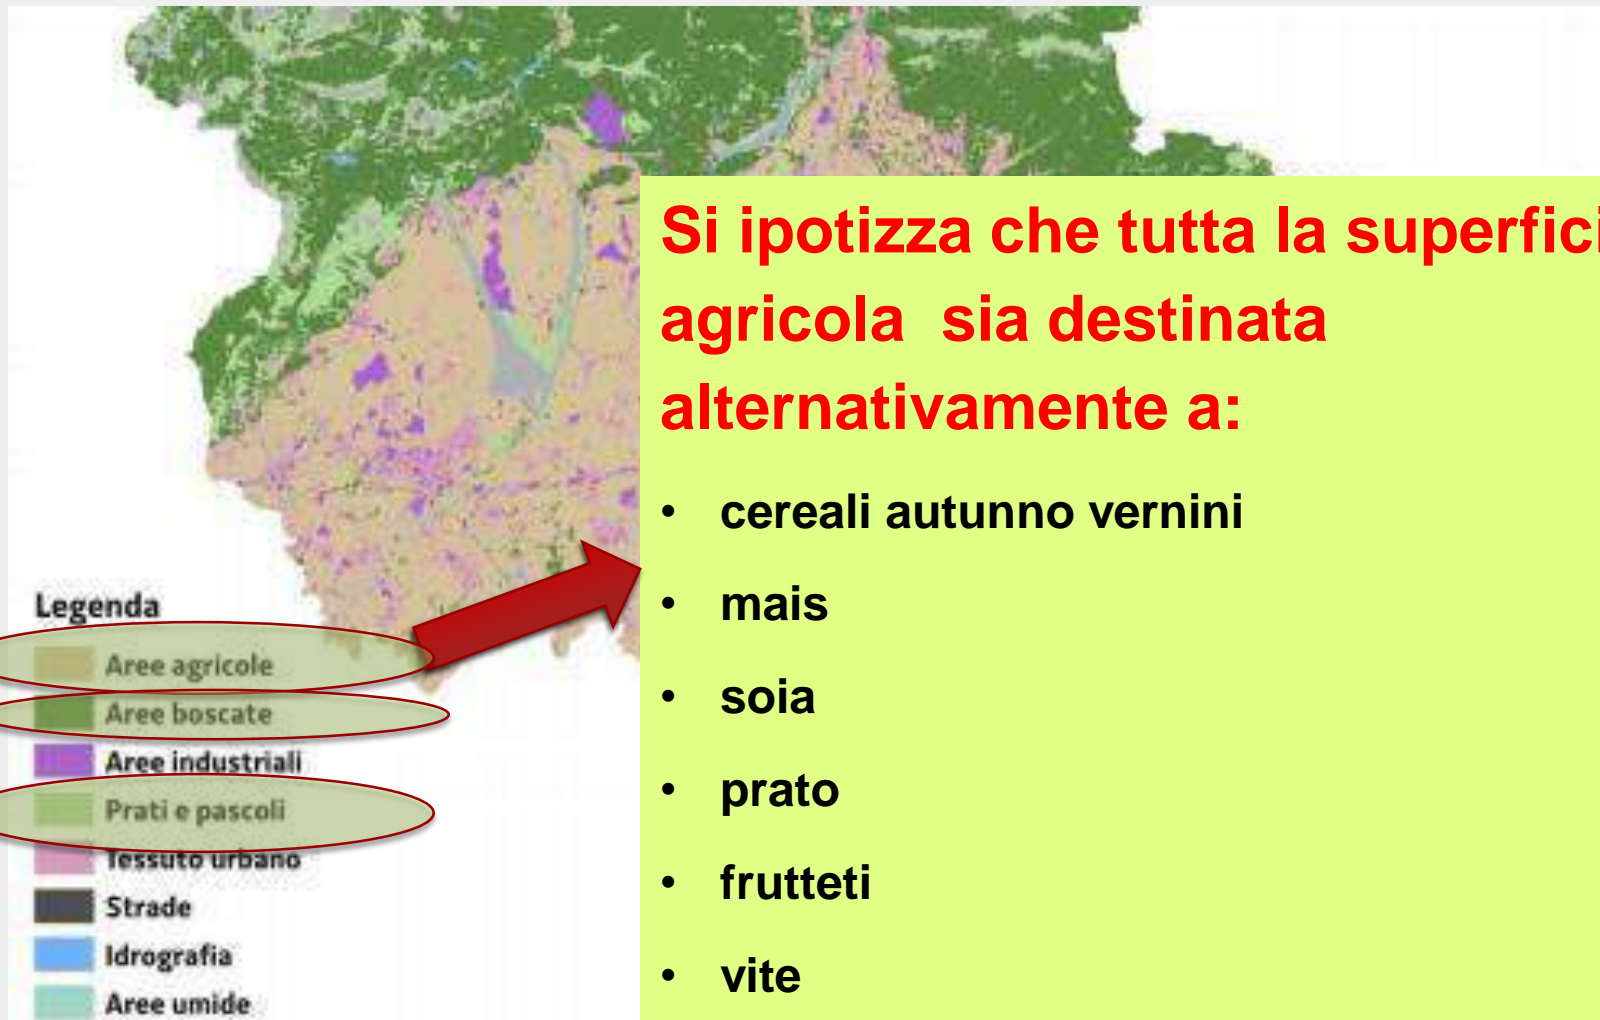 Si ipotizza che tutta la superfici
agricola sia destinata
alternativamente a:
• cereali autunno vernini
• mais
• soia
• prato
• frutteti
• vite
Legenda
Aree agricole
Aree boscate
Aree industriali
Prati e pascoli
Tessuto urbano
Strade
Idrografia
Aree umide